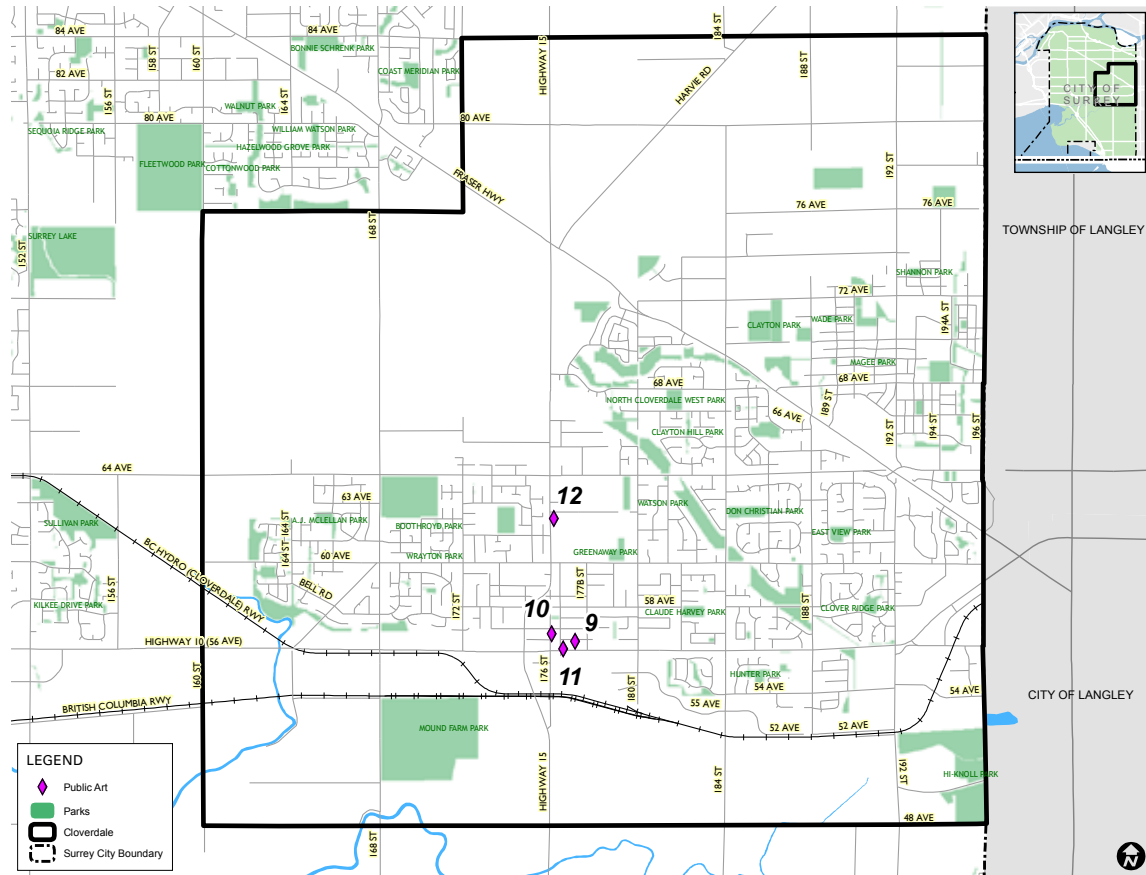 84 AVE
84 AVE
184 ST
BONNIE SCHRENK PARK
158 ST
160 ST
HIGHWAY 15
188 ST
82 AVE
COAST MERIDIAN PARK
HARVIE RD
CITY OF
SURREY
156 ST
164 ST
WALNUT PARK
80 AVE
80 AVE
SEQUOIA RIDGE PARK
WILLIAM WATSON PARK
HAZELWOOD GROVE PARK
FLEETWOOD PARK
COTTONWOOD PARK
192 ST
FRASER HWY
76 AVE
76 AVE
168 ST
TOWNSHIP OF LANGLEY
SURREY LAKE
152 ST
SHANNON PARK
72 AVE
194A ST
CLAYTON PARK
WADE PARK
MAGEE PARK
68 AVE
68 AVE
NORTH CLOVERDALE WEST PARK
189 ST
66 AVE
CLAYTON HILL PARK
192 ST
194 ST
196 ST
64 AVE
63 AVE
12
SULLIVAN PARK
A.J. MCLELLAN PARK
BOOTHROYD PARK
WATSON PARK
DON CHRISTIAN PARK
164 ST
164 ST
EAST VIEW PARK
60 AVE
WRAYTON PARK
GREENAWAY PARK
BC HYDRO (CLOVERDALE) RWY
156 ST
BELL RD
177B ST
KILKEE DRIVE PARK
172 ST
58 AVE
188 ST
10
9
CLAUDE HARVEY PARK
CLOVER RIDGE PARK
HIGHWAY 10 (56 AVE)
160 ST
176 ST
11
HUNTER PARK
180 ST
54 AVE
54 AVE
CITY OF LANGLEY
BRITISH COLUMBIA RWY
55 AVE
MOUND FARM PARK
52 AVE
52 AVE
HIGHWAY 15
184 ST
192 ST
HI-KNOLL PARK
168 ST
48 AVE
LEGEND
Public Art
Parks
Cloverdale
Surrey City Boundary
N